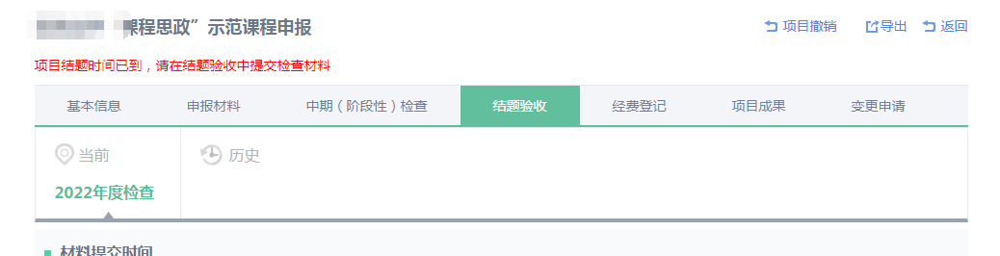 课程思政”示范课程申报
项目撤销 导出 返回
项目结题时间已到，请在结题验收中提交检查材料
基本信息 申报材料 中期（阶段性）检查 结题验收 经费登记 项目成果 变更申请
当前 历史
2022年度检查
材料提交时间